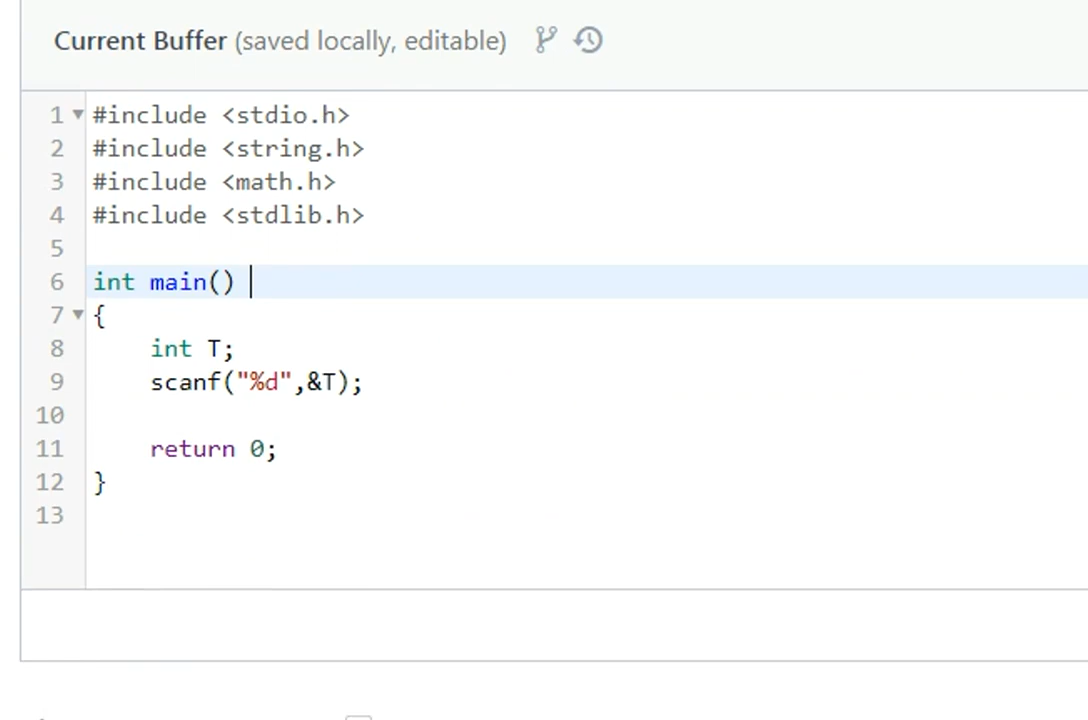 Current Buffer (saved locally, editable)
1 #include <stdio.h>
2 #include <string.h>
3 #include <math.h>
4 #include <stdlib.h>
5
6 int main()
7 {
8     int T;
9     scanf("%d",&T);
10
11     return 0;
12 }
13